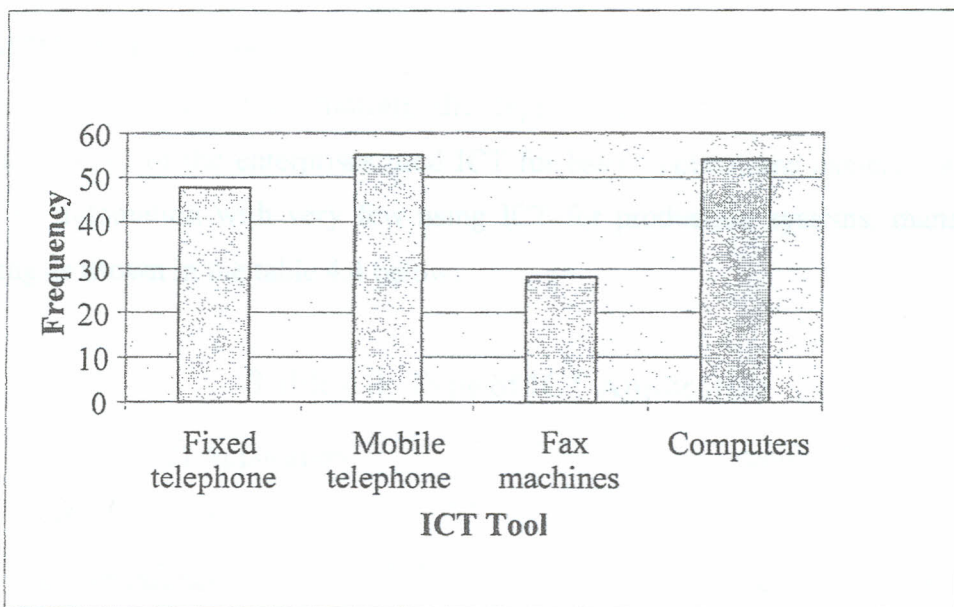 60
50
40
30
20
10
0
Frequency
Fixed telephone
Mobile telephone
Fax machines
Computers
ICT Tool